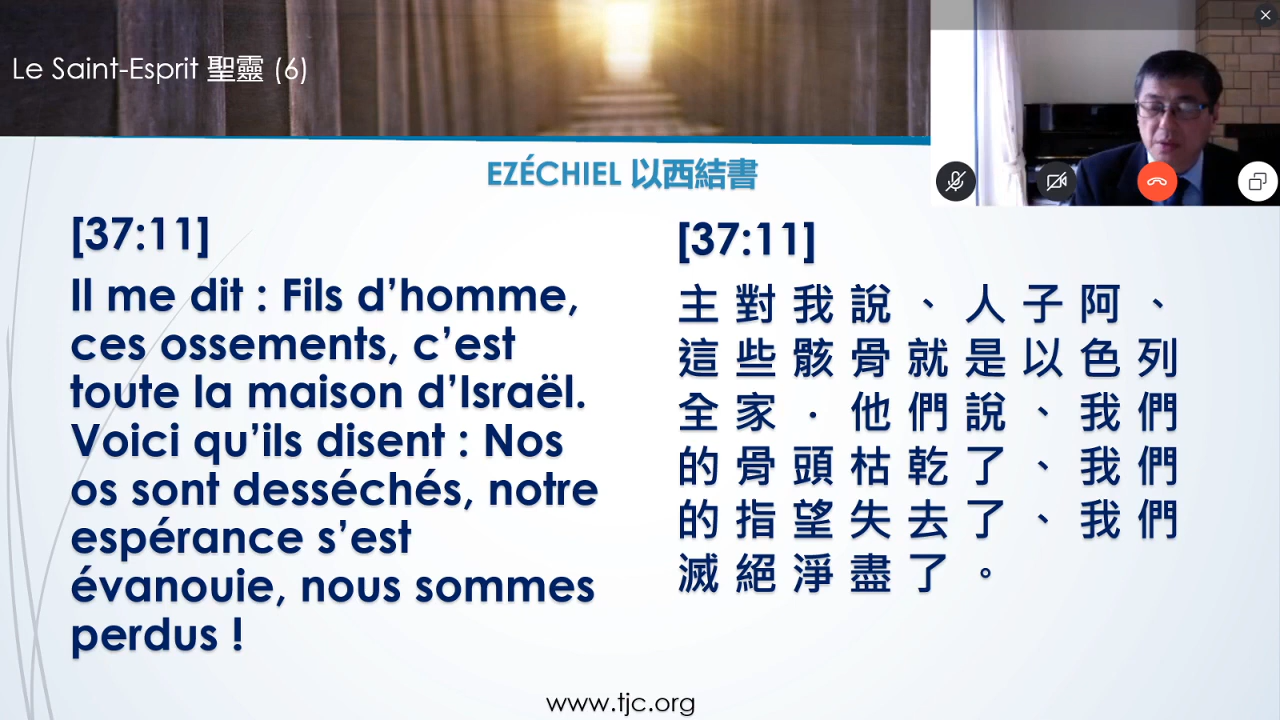 Le Saint-Esprit 聖靈 (6)
EZÉCHIEL 以西結書
[37:11]
Il me dit : Fils d’homme,
ces ossements, c’est
toute la maison d’Israël.
Voici qu’ils disent : Nos
os sont desséchés, notre
espérance s’est
évanouie, nous sommes
perdus !
[37:11]
主對我說、人子阿、
這些骸骨就是以色列
全家．他們說、我們
的骨頭枯乾了、我們
的指望失去了、我們
滅絕淨盡了。
www.tjc.org